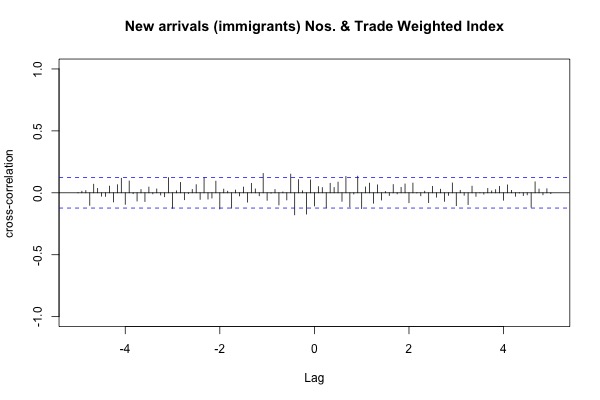 New arrivals (immigrants) Nos. & Trade Weighted Index
cross-correlation
1.0
0.5
0.0
-0.5
-1.0
-4 -2 0 2 4
Lag